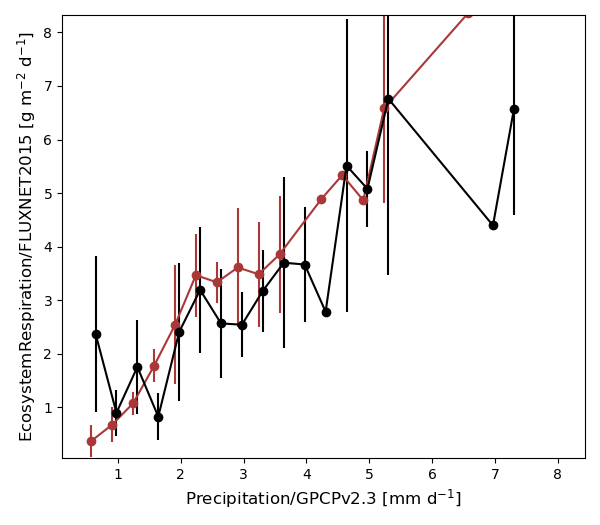 EcosystemRespiration/FLUXNET2015 [g m⁻² d⁻¹]
8
7
6
5
4
3
2
1
1 2 3 4 5 6 7 8
Precipitation/GPCPv2.3 [mm d⁻¹]